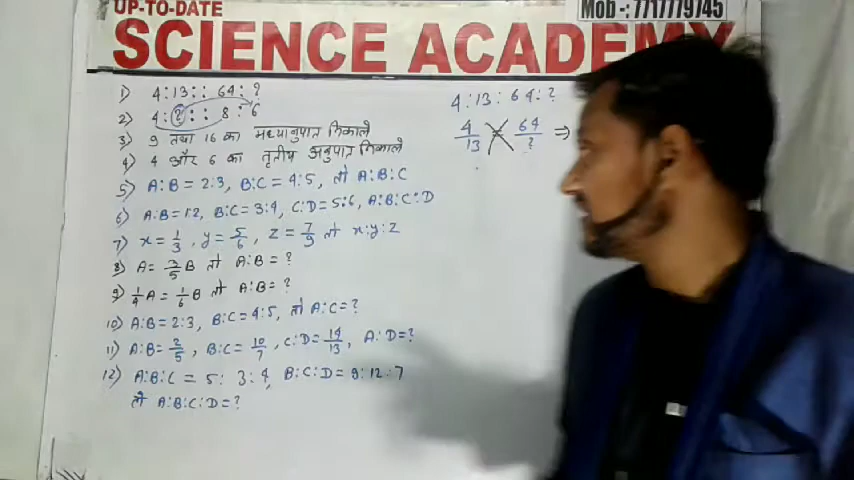 UP-TO-DATE
Mob-: 7717779745
SCIENCE ACADEMY
1) 4:13:: 64: ?
2) 4: ? :: 8 : 6
3) 9 तथा 16 का मध्यानुपात निकाले
4) 4 और 6 का तृतीय अनुपात निकाले
5) A:B = 2:3, B:C = 4:5, तो A:B:C
6) A:B = 1:2, B:C = 3:4, C:D = 5:6, A:B:C:D
7) x = 1/3, y = 5/6, z = 7/9 तो x:y:z
8) A = 3/5 B तो A:B = ?
9) 1/4 A = 1/6 B तो A:B = ?
10) A:B = 2:3, B:C = 4:5, तो A:C = ?
11) A:B = 2/5, B:C = 10/7, C:D = 14/13, A:D = ?
12) A:B:C = 5:3:4, B:C:D = 9:12:7
तो A:B:C:D = ?
4:13:64:?
4/13 = 64/? ⇒